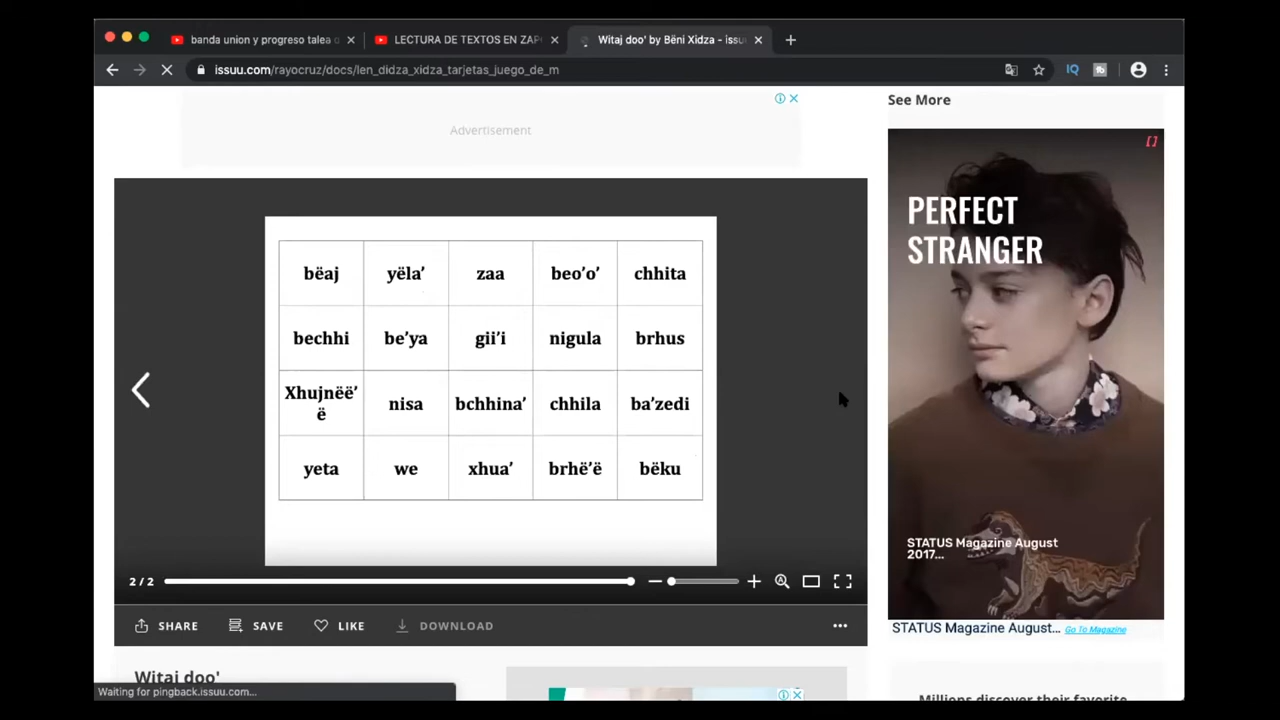 banda union y progreso talea
LECTURA DE TEXTOS EN ZAP
Witaj doo' by Bëni Xidza - issu
issuu.com/rayocruz/docs/len_didza_xidza_tarjetas_juego_de_m
Advertisement
See More
PERFECT
STRANGER
bëaj yëla’ zaa beo’o’ chhita
bechhi be’ya gii’i nigula brhus
Xhujnëë’
ë
nisa bchhina’ chhila ba’zedi
yeta we xhua’ brhë’ë bëku
STATUS Magazine August
2017...
2 / 2
SHARE SAVE LIKE DOWNLOAD
STATUS Magazine August... Go To Magazine
Witaj doo'
Waiting for pingback.issuu.com...
Millions discover their favorite